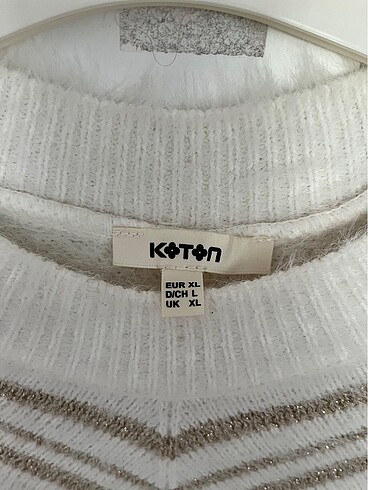 KOTON
EUR XL
D/CH L
UK XL